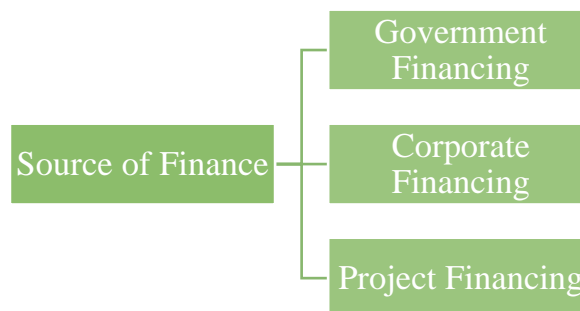 Government
Financing
Source of Finance
Corporate
Financing
Project Financing